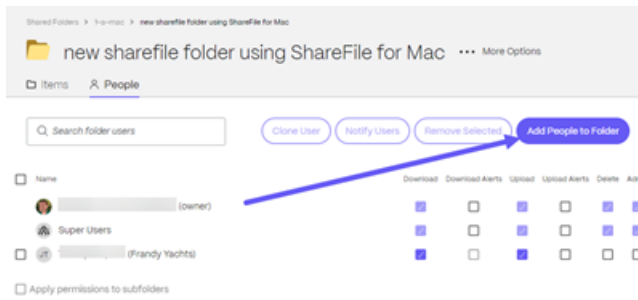 Shared Folders > t-a-mac > new sharefile folder using ShareFile for Mac
new sharefile folder using ShareFile for Mac ••• More Options
Items People
Search folder users Clone User Notify Users Remove Selected Add People to Folder
Name Download Download Alerts Upload Upload Alerts Delete
(owner)
Super Users
JT (Frandy Yachts)
Apply permissions to subfolders